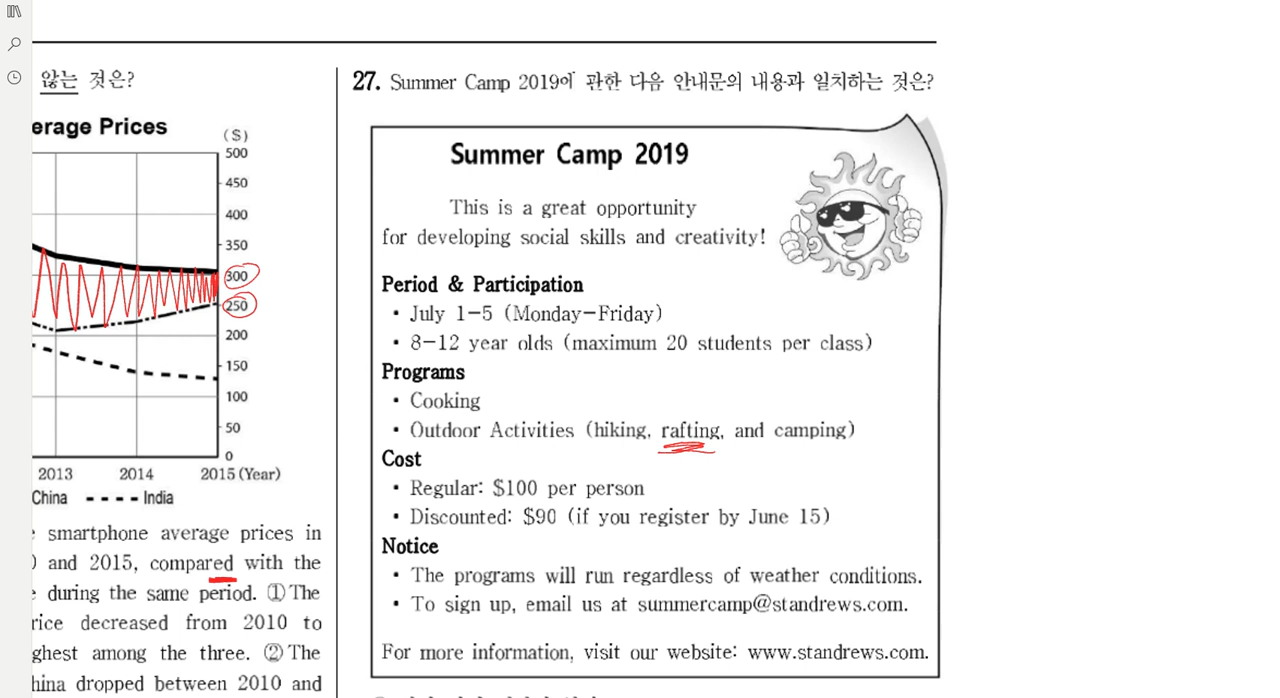 않는 것은?
erage Prices
($)
500
450
400
350
300
250
200
150
100
50
0
2013 2014 2015 (Year)
China India
smartphone average prices in
and 2015, compared with the
during the same period. ①The
rice decreased from 2010 to
ghest among the three. ②The
hina dropped between 2010 and
27. Summer Camp 2019에 관한 다음 안내문의 내용과 일치하는 것은?
Summer Camp 2019
This is a great opportunity
for developing social skills and creativity!
Period & Participation
• July 1-5 (Monday-Friday)
• 8-12 year olds (maximum 20 students per class)
Programs
• Cooking
• Outdoor Activities (hiking, rafting, and camping)
Cost
• Regular: $100 per person
• Discounted: $90 (if you register by June 15)
Notice
• The programs will run regardless of weather conditions.
• To sign up, email us at summercamp@standrews.com.
For more information, visit our website: www.standrews.com.